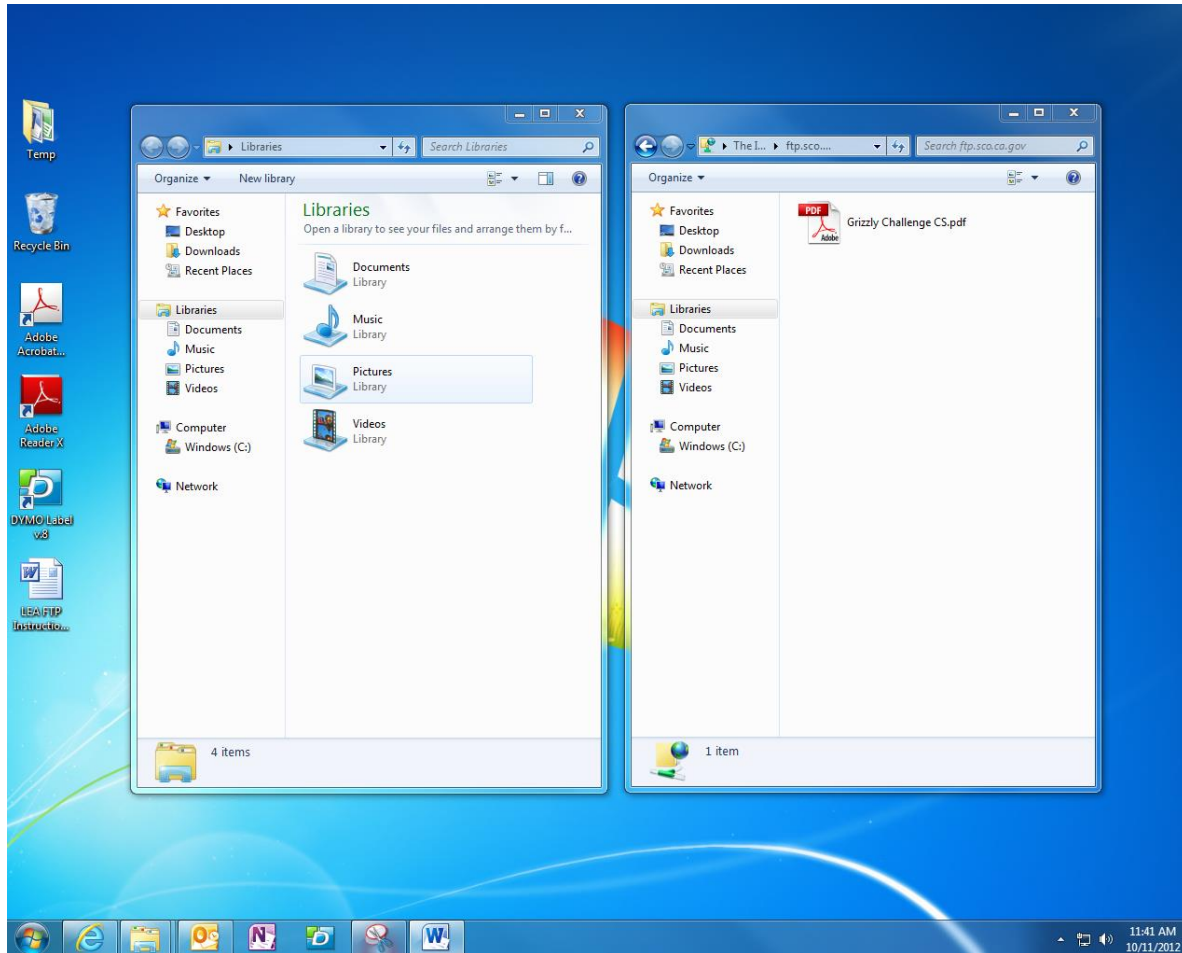 Temp
Recycle Bin
Adobe
Acrobat...
Adobe
Reader X
DYMO Label
v.8
LEA FTP
Instructio...
Libraries
Search Libraries
Organize
New library
Favorites
Desktop
Downloads
Recent Places
Libraries
Documents
Music
Pictures
Videos
Computer
Windows (C:)
Network
Libraries
Open a library to see your files and arrange them by f...
Documents
Library
Music
Library
Pictures
Library
Videos
Library
4 items
The I...
ftp.sco....
Search ftp.sco.ca.gov
Organize
Favorites
Desktop
Downloads
Recent Places
Libraries
Documents
Music
Pictures
Videos
Computer
Windows (C:)
Network
PDF
Adobe
Grizzly Challenge CS.pdf
1 item
11:41 AM
10/11/2012